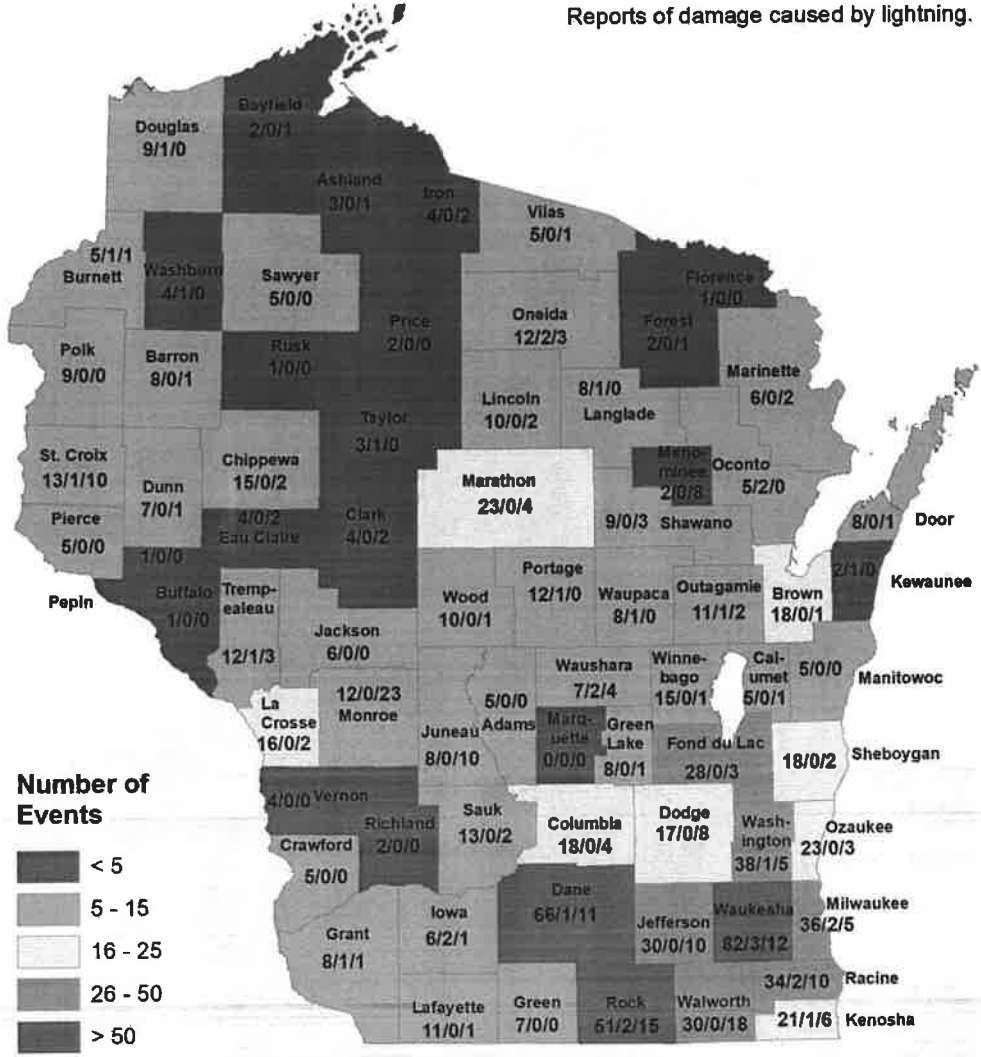 Reports of damage caused by lightning.
Bayfield
2/0/1
Douglas
9/1/0
Ashland
3/0/1
Iron
4/0/2
Vilas
5/0/1
5/1/1
Burnett
Washburn
4/1/0
Sawyer
5/0/0
Florence
1/0/0
Price
2/0/0
Oneida
12/2/3
Forest
2/0/1
Polk
9/0/0
Barron
8/0/1
Rusk
1/0/0
Marinette
6/0/2
Lincoln
10/0/2
8/1/0
Langlade
Taylor
3/1/0
St. Croix
13/1/10
Chippewa
15/0/2
Dunn
7/0/1
Marathon
23/0/4
Meno-
minee
2/0/8
Oconto
5/2/0
Pierce
5/0/0
4/0/2
Eau Claire
Clark
4/0/2
9/0/3
Shawano
8/0/1
Door
1/0/0
Pepin
Buffalo
1/0/0
Tremp-
ealeau
12/1/3
Jackson
6/0/0
Wood
10/0/1
Portage
12/1/0
Waupaca
8/1/0
Outagamie
11/1/2
Brown
18/0/1
2/1/0
Kewaunee
La
Crosse
16/0/2
12/0/23
Monroe
Juneau
8/0/10
5/0/0
Adams
Waushara
7/2/4
Winne-
bago
15/0/1
Cal-
umet
5/0/1
5/0/0
Manitowoc
Marq-
uette
0/0/0
Green
Lake
8/0/1
Fond du Lac
28/0/3
18/0/2
Sheboygan
4/0/0 Vernon
Richland
2/0/0
Sauk
13/0/2
Columbia
18/0/4
Dodge
17/0/8
Wash-
ington
38/1/5
Ozaukee
23/0/3
Crawford
5/0/0
Grant
8/1/1
Iowa
6/2/1
Dane
66/1/11
Jefferson
30/0/10
Waukesha
82/3/12
Milwaukee
36/2/5
Lafayette
11/0/1
Green
7/0/0
Rock
51/2/15
Walworth
30/0/18
34/2/10
Racine
21/1/6
Kenosha
Number of
Events
< 5
5 - 15
16 - 25
26 - 50
> 50